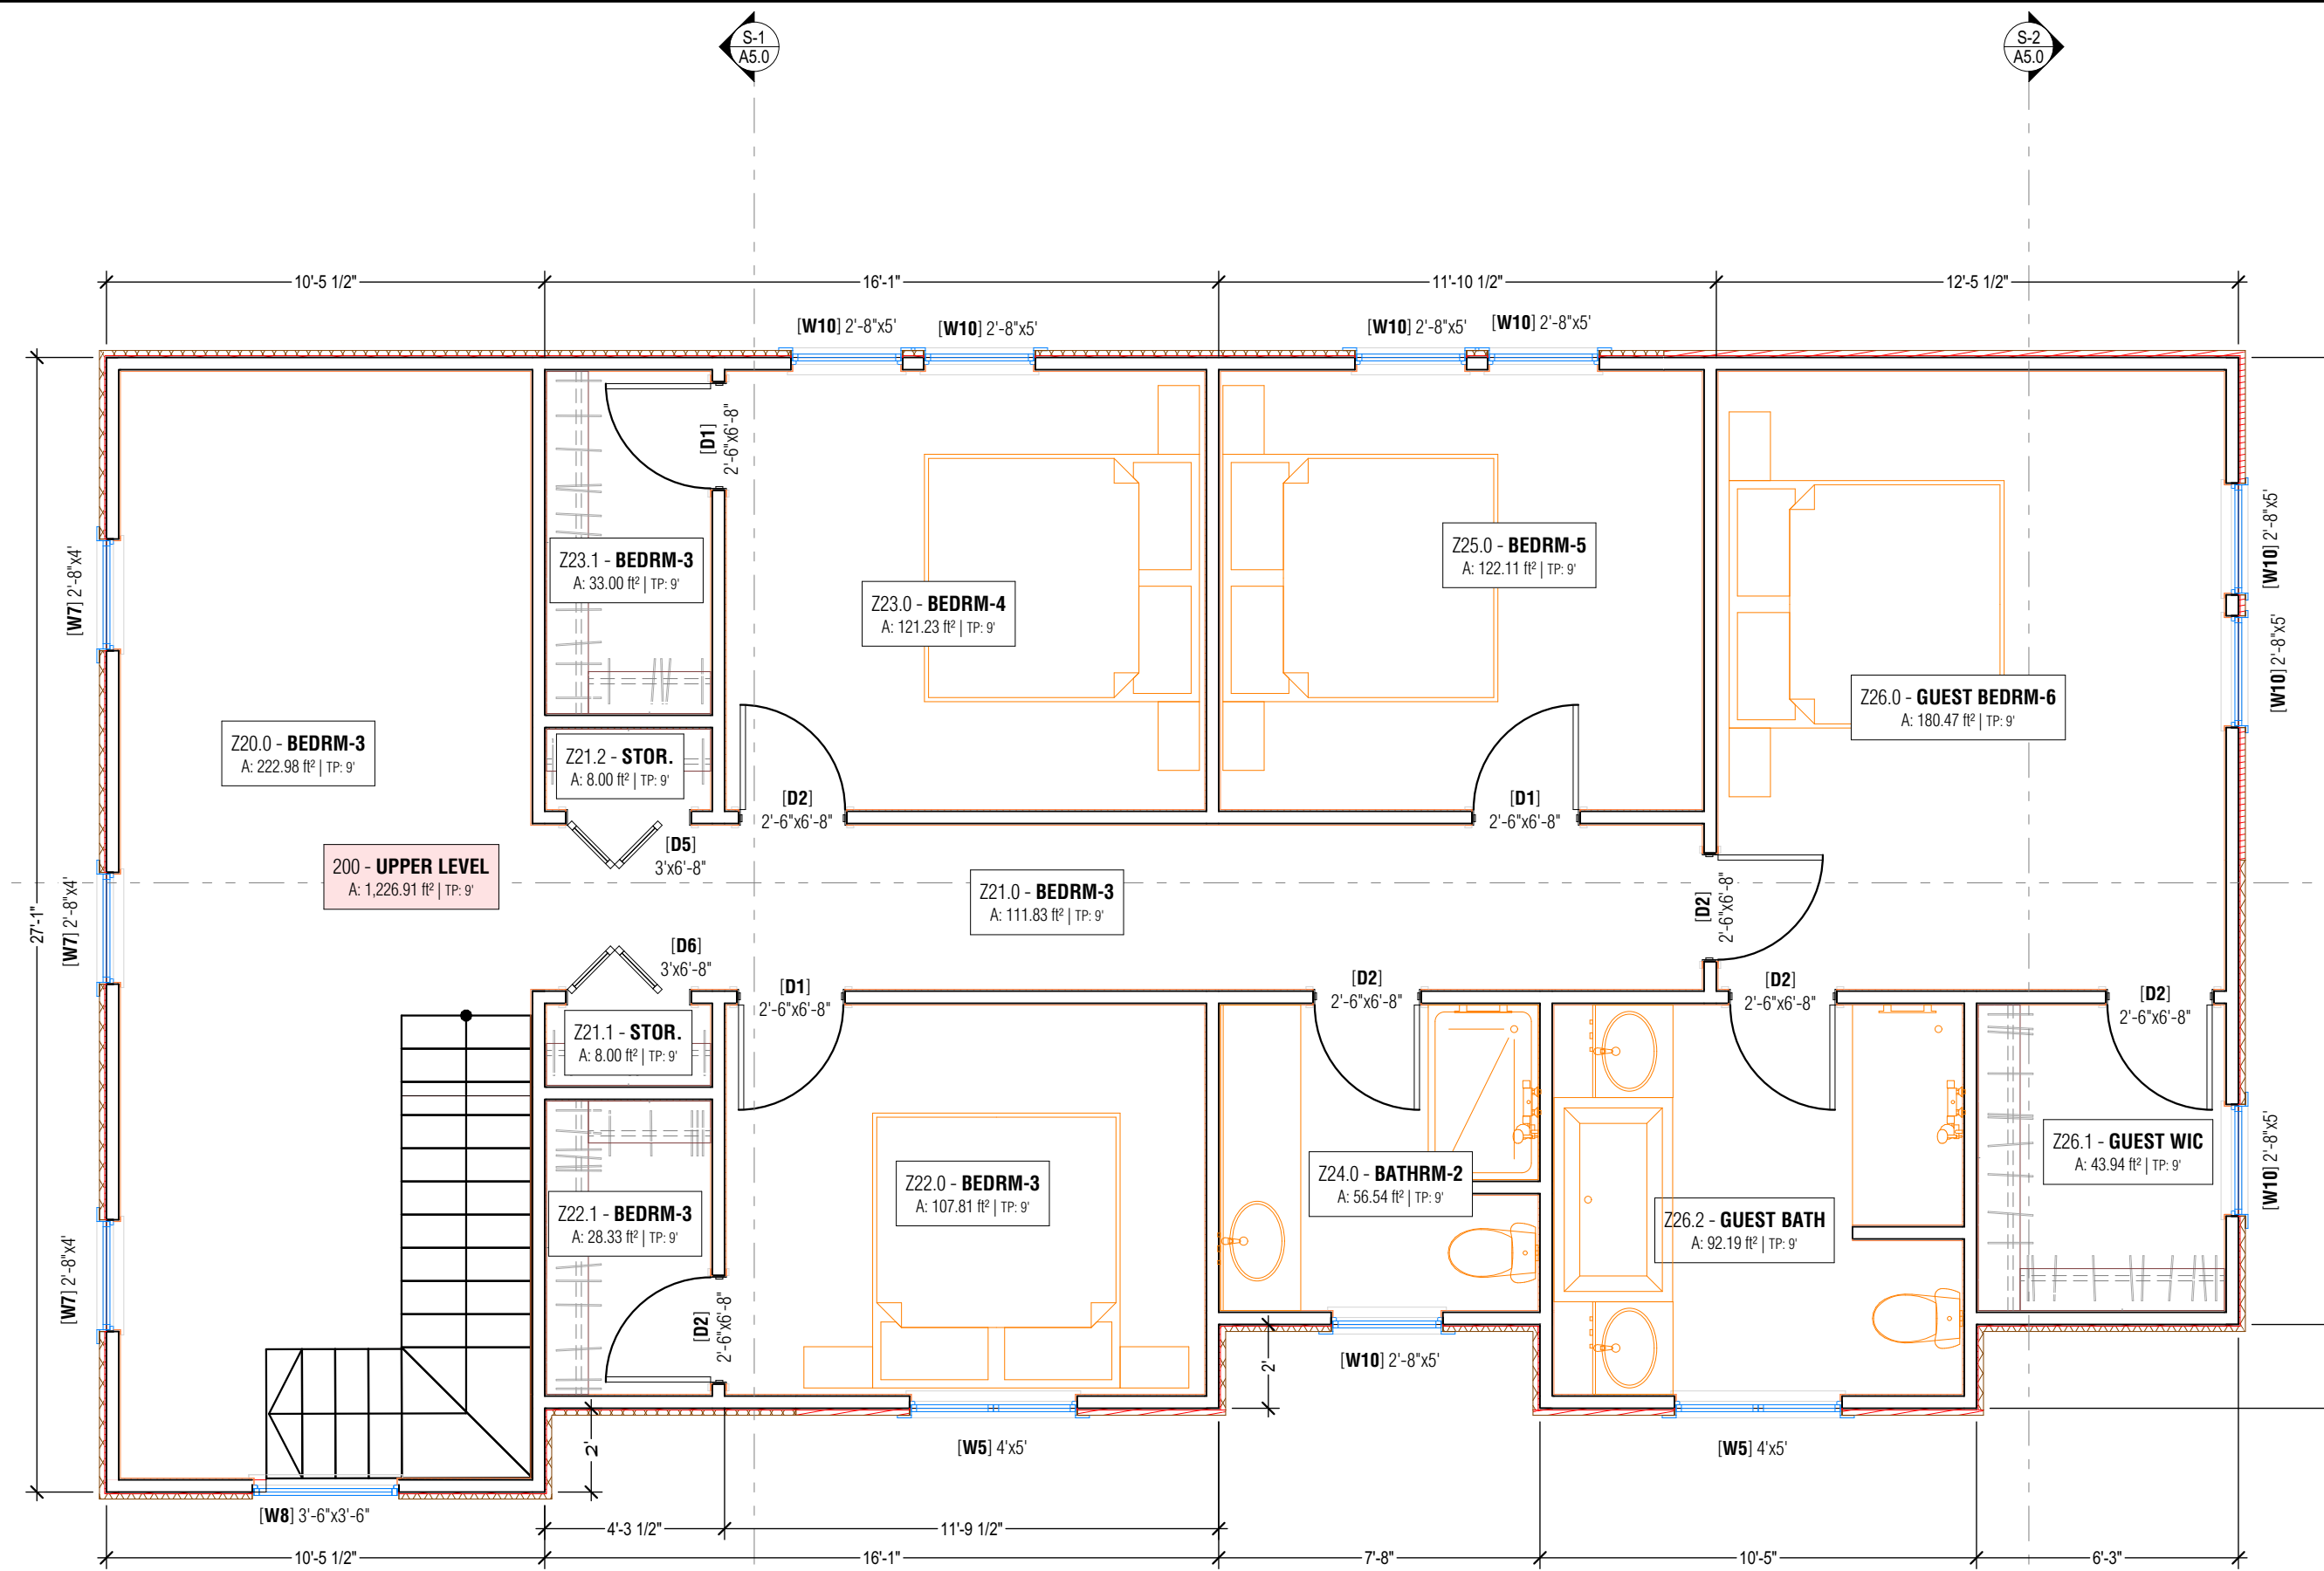 S-1
A5.0
S-2
A5.0
10'-5 1/2"
16'-1"
11'-10 1/2"
12'-5 1/2"
[W10] 2'-8"x5'
[W10] 2'-8"x5'
[W10] 2'-8"x5'
[W10] 2'-8"x5'
[D1]
2'-6"x6'-8"
[W7] 2'-8"x4'
Z23.1 - BEDRM-3
A: 33.00 ft² | TP: 9'
Z23.0 - BEDRM-4
A: 121.23 ft² | TP: 9'
Z25.0 - BEDRM-5
A: 122.11 ft² | TP: 9'
[W10] 2'-8"x5'
[W10] 2'-8"x5'
Z26.0 - GUEST BEDRM-6
A: 180.47 ft² | TP: 9'
Z20.0 - BEDRM-3
A: 222.98 ft² | TP: 9'
Z21.2 - STOR.
A: 8.00 ft² | TP: 9'
[D2]
2'-6"x6'-8"
[D1]
2'-6"x6'-8"
[D5]
3'x6'-8"
200 - UPPER LEVEL
A: 1,226.91 ft² | TP: 9'
Z21.0 - BEDRM-3
A: 111.83 ft² | TP: 9'
[D2]
2'-6"x6'-8"
27'-1"
[W7] 2'-8"x4'
[D6]
3'x6'-8"
[D1]
2'-6"x6'-8"
[D2]
2'-6"x6'-8"
[D2]
2'-6"x6'-8"
[D2]
2'-6"x6'-8"
Z21.1 - STOR.
A: 8.00 ft² | TP: 9'
Z22.1 - BEDRM-3
A: 28.33 ft² | TP: 9'
Z22.0 - BEDRM-3
A: 107.81 ft² | TP: 9'
Z24.0 - BATHRM-2
A: 56.54 ft² | TP: 9'
Z26.2 - GUEST BATH
A: 92.19 ft² | TP: 9'
Z26.1 - GUEST WIC
A: 43.94 ft² | TP: 9'
[W10] 2'-8"x5'
[W7] 2'-8"x4'
[D2]
2'-6"x6'-8"
2'
[W10] 2'-8"x5'
2'
[W5] 4'x5'
[W5] 4'x5'
[W8] 3'-6"x3'-6"
4'-3 1/2"
11'-9 1/2"
10'-5 1/2"
16'-1"
7'-8"
10'-5"
6'-3"